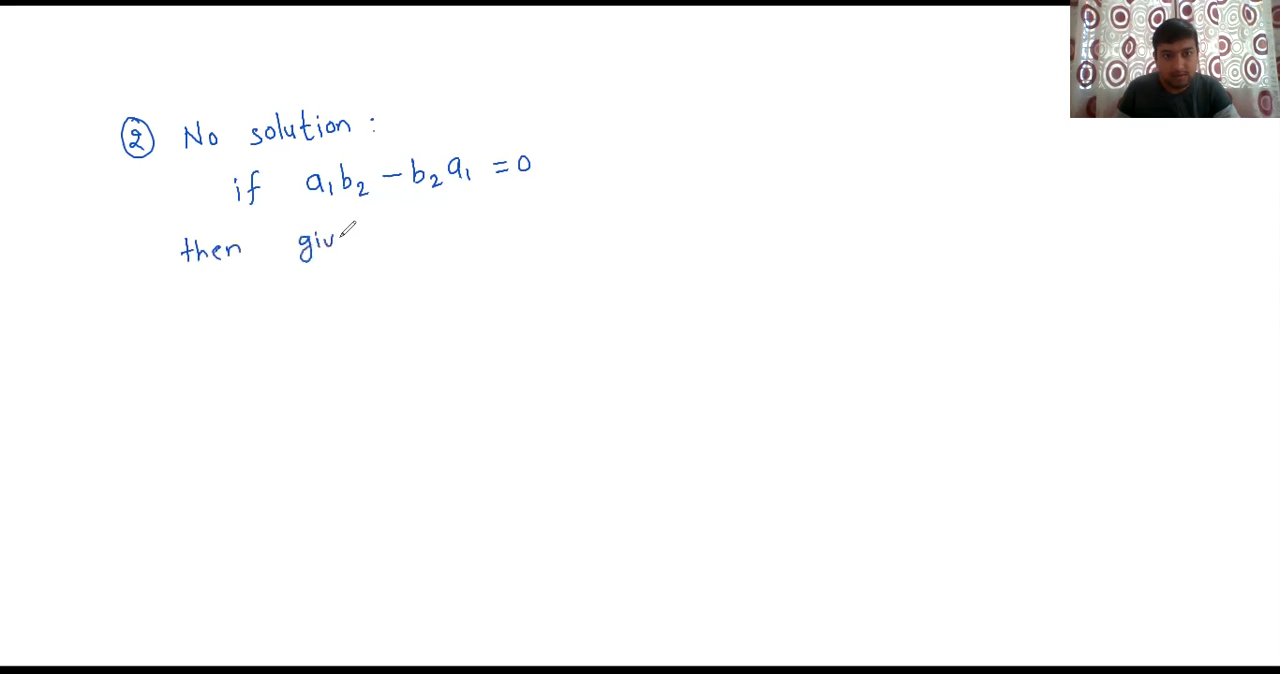 ② No solution :
if a₁b₂ - b₂a₁ = 0
then giv